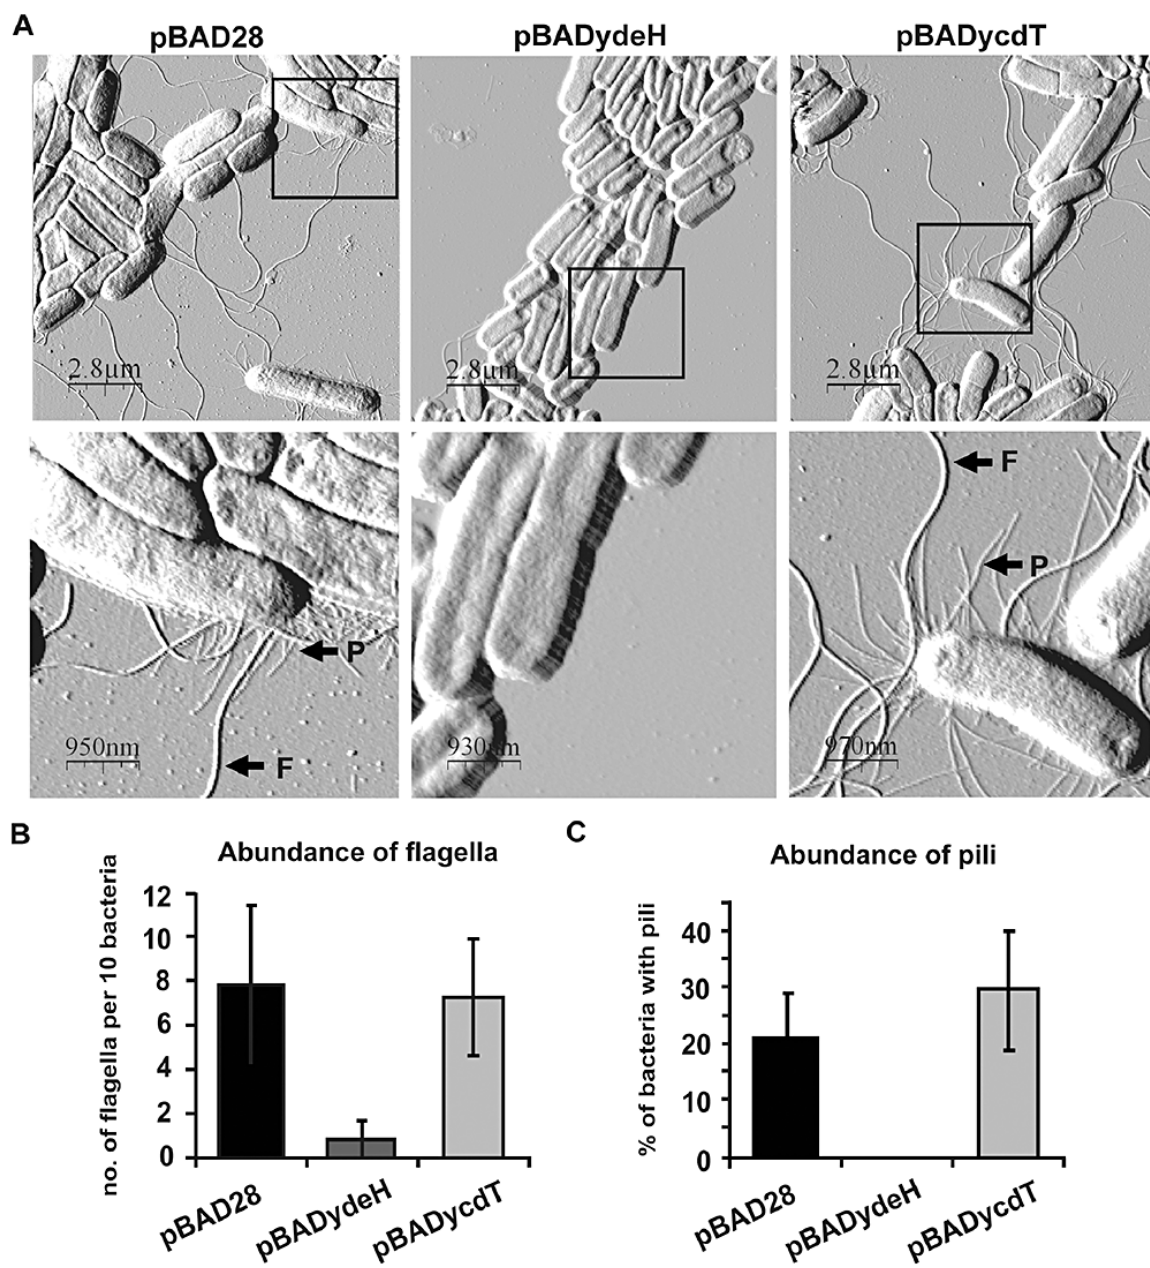 A
pBAD28 pBADydeH pBADycdT
2.8µm 2.8µm 2.8µm
F
P
P
F
950nm 930nm 970nm
B
Abundance of flagella
no. of flagella per 10 bacteria
12
10
8
6
4
2
0
pBAD28 pBADydeH pBADycdT
C
Abundance of pili
% of bacteria with pili
40
30
20
10
0
pBAD28 pBADydeH pBADycdT